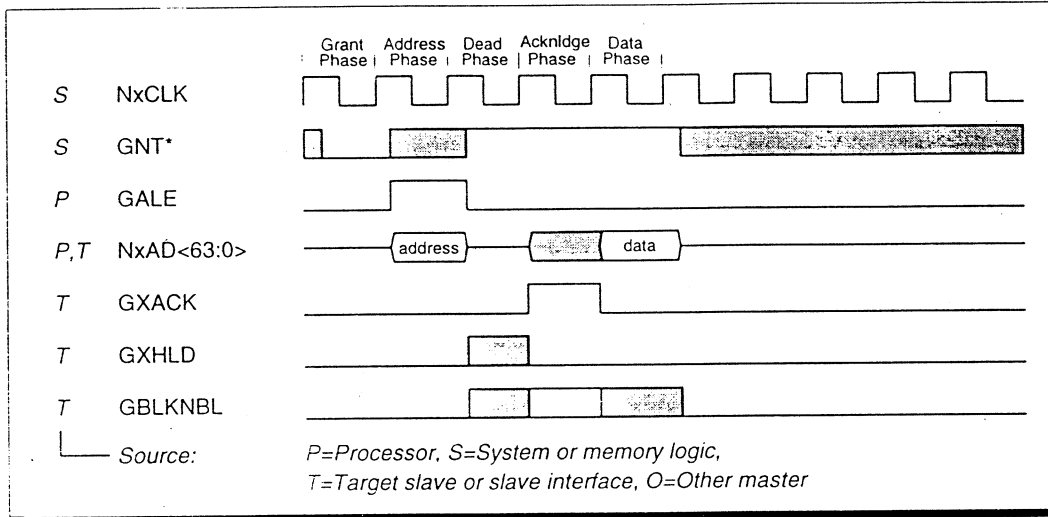 Grant Address Dead Acknldge Data
Phase Phase Phase Phase Phase
S NxCLK
S GNT*
P GALE
P,T NxAD<63:0>
address data
T GXACK
T GXHLD
T GBLKNBL
Source: P=Processor, S=System or memory logic,
T=Target slave or slave interface, O=Other master